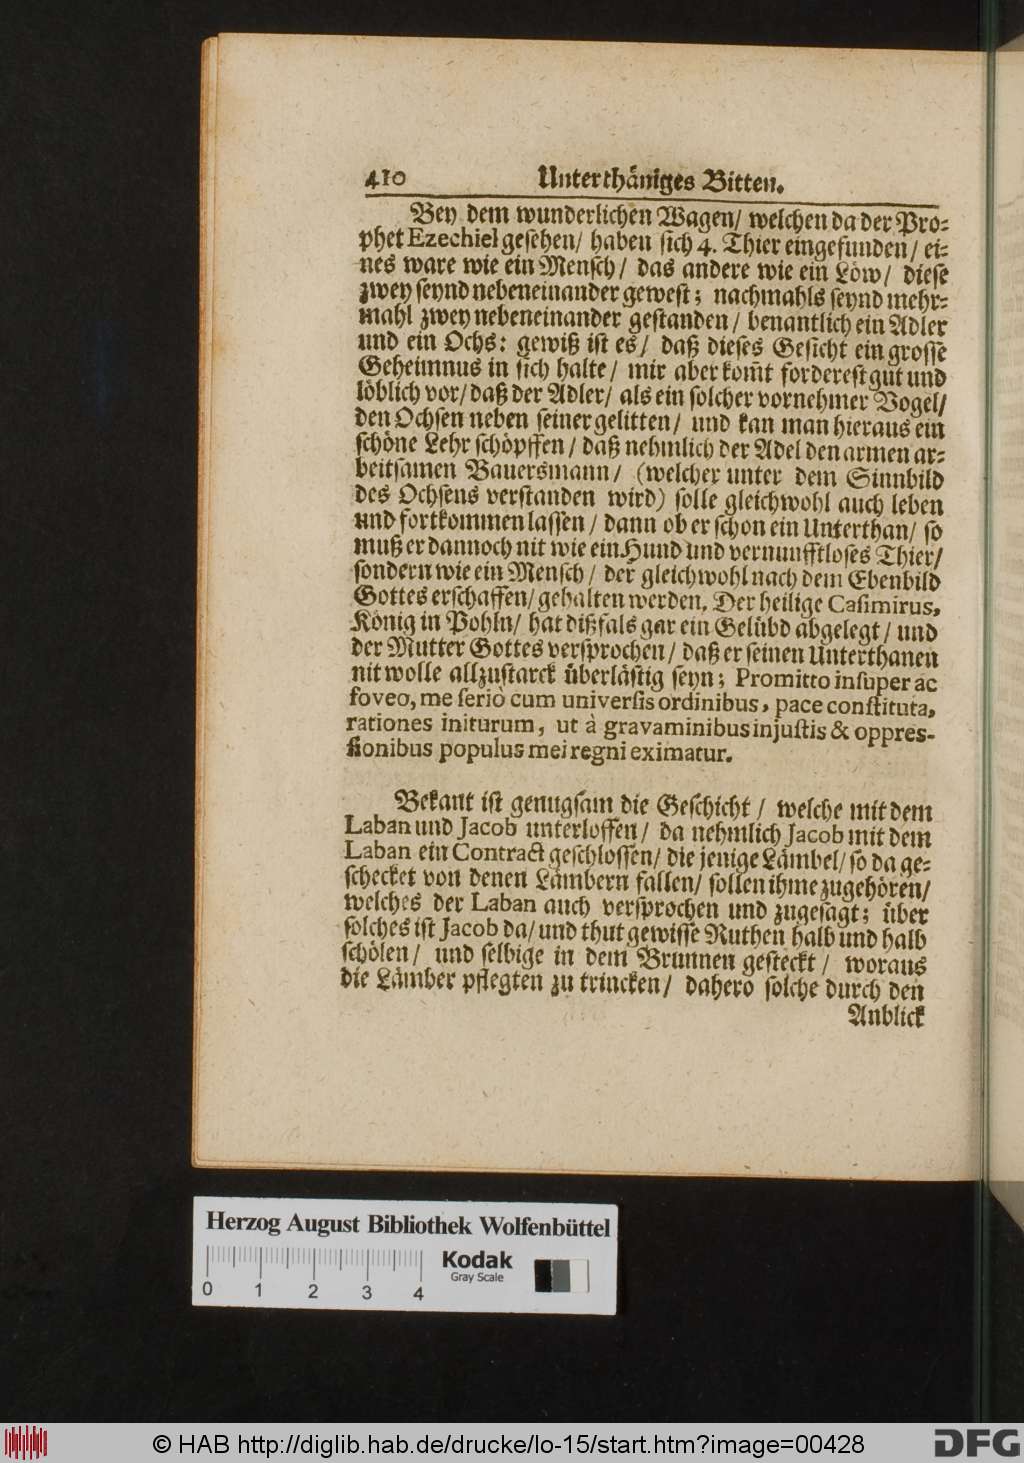 410 Unterthäniges Bitten.
Bey dem wunderlichen Wagen/ welchen da der Pro-
phet Ezechiel gesehen/ haben sich 4. Thier eingefunden/ ei-
nes ware wie ein Mensch/ das andere wie ein Löw/ diese
zwey seynd nebeneinander gewest; nachmahls seynd mehr-
mahl zwey nebeneinander gestanden/ benantlich ein Adler
und ein Ochs: gewiß ist es/ daß dieses Gesicht ein grosse
Geheimnus in sich halte/ mir aber kom̃t forderest gut und
löblich vor/ daß der Adler/ als ein solcher vornehmer Vogel/
den Ochsen neben seiner gelitten/ und kan man hieraus ein
schöne Lehr schöpffen/ daß nehmlich der Adel den armen ar-
beitsamen Bauersmann/ (welcher unter dem Sinnbild
des Ochsens verstanden wird) solle gleichwohl auch leben
und fortkommen lassen/ dann ob er schon ein Unterthan/ so
muß er dannoch nit wie ein Hund und vernunfftloses Thier/
sondern wie ein Mensch/ der gleichwohl nach dem Ebenbild
Gottes erschaffen/ gehalten werden. Der heilige Casimirus,
König in Pohln/ hat dißfals gar ein Gelübd abgelegt/ und
der Mutter Gottes versprochen/ daß er seinen Unterthanen
nit wolle allzustarck überlästig seyn; Promitto insuper ac
foveo, me seriò cum universis ordinibus, pace constituta,
rationes initurum, ut à gravaminibus injustis & oppres-
sionibus populus mei regni eximatur.
Bekant ist genugsam die Geschicht/ welche mit dem
Laban und Jacob unterloffen/ da nehmlich Jacob mit dem
Laban ein Contract geschlossen/ die jenige Lämbel/ so da ge-
schecket von denen Lämbern fallen/ sollen ihme zugehören/
welches der Laban auch versprochen und zugesagt; über
solches ist Jacob da/ und thut gewisse Ruthen halb und halb
schölen/ und selbige in dem Brunnen gesteckt/ woraus
die Lämber pflegten zu trincken/ dahero solche durch den
Anblick
Herzog August Bibliothek Wolfenbüttel
Kodak
Gray Scale
0 1 2 3 4
© HAB http://diglib.hab.de/drucke/lo-15/start.htm?image=00428
DFG